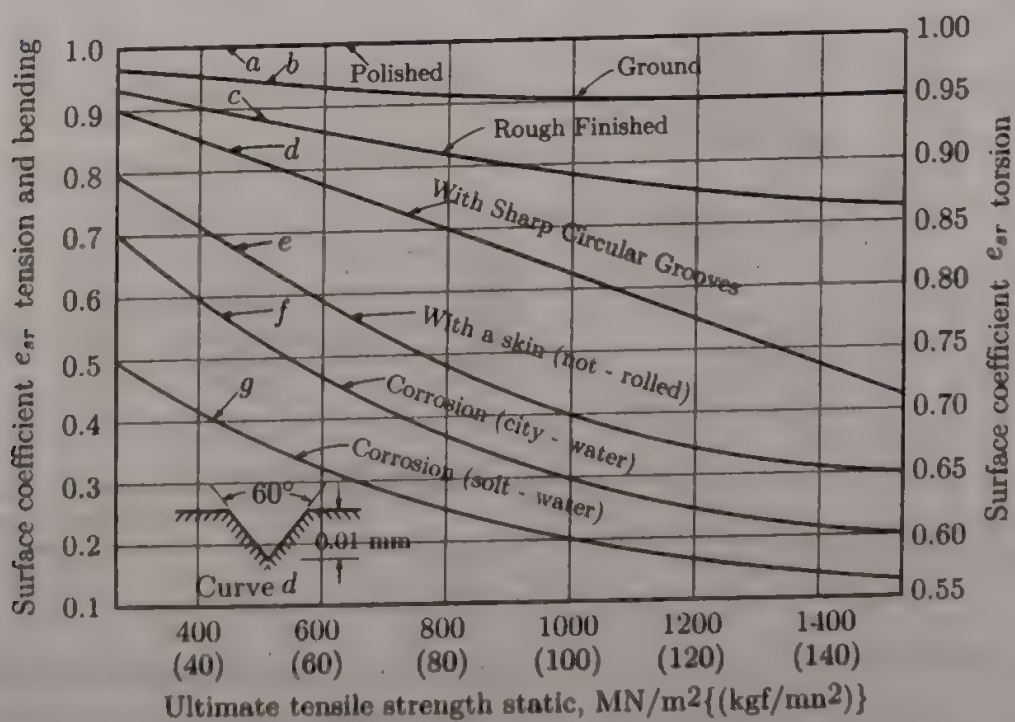 Surface coefficient e_sr tension and bending
1.0
0.9
0.8
0.7
0.6
0.5
0.4
0.3
0.2
0.1
a
b
c
d
e
f
g
Polished
Ground
Rough Finished
With Sharp Circular Grooves
With a skin (not - rolled)
Corrosion (city - water)
Corrosion (solt - water)
60°
0.01 mm
Curve d
1.00
0.95
0.90
0.85
0.80
0.75
0.70
0.65
0.60
0.55
Surface coefficient e_sr torsion
400 600 800 1000 1200 1400
(40) (60) (80) (100) (120) (140)
Ultimate tensile strength static, MN/m²{(kgf/mn²)}